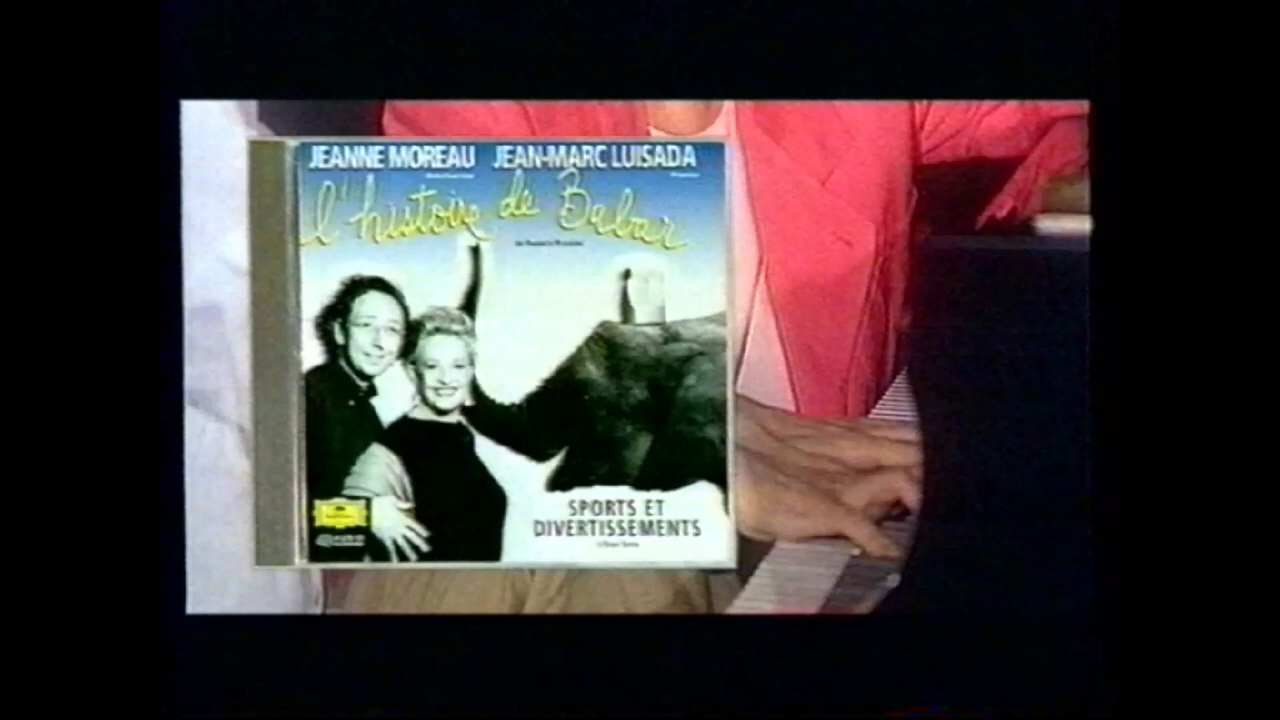 JEANNE MOREAU JEAN-MARC LUISADA
l'histoire de Babar
SPORTS ET
DIVERTISSEMENTS